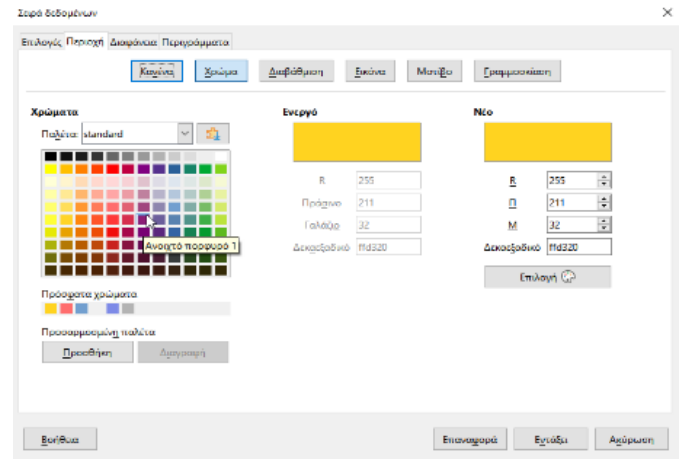 Σειρά δεδομένων
Επιλογές Περιοχή Διαφάνεια Περιγράμματα
Κανένα Χρώμα Διαβάθμιση Εικόνα Μοτίβο Γραμμοσκίαση
Χρώματα Ενεργό Νέο
Παλέτα: standard
R 255 R 255
Πράσινο 211 Π 211
Γαλάζιο 32 Μ 32
Δεκαεξαδικό ffd320 Δεκαεξαδικό ffd320
Ανοιχτό πορφυρό 1
Επιλογή
Πρόσφατα χρώματα
Προσαρμοσμένη παλέτα
Προσθήκη Διαγραφή
Βοήθεια Επαναφορά Εντάξει Ακύρωση